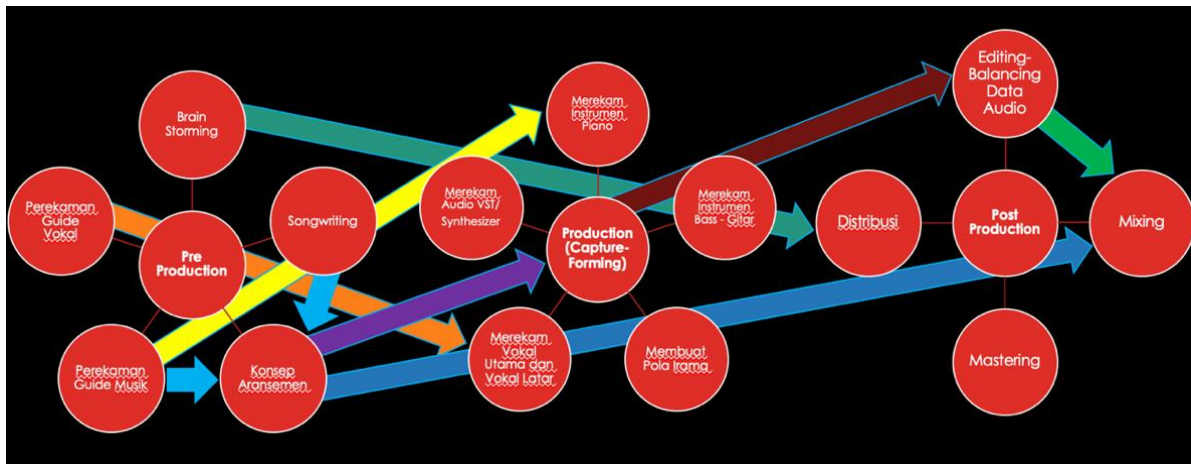 Brain
Storming
Perekaman
Guide
Vokal
Songwriting
Pre
Production
Perekaman
Guide Musik
Konsep
Aransemen
Merekam
Instrumen
Piano
Merekam
Audio VST/
Synthesizer
Merekam
Instrumen
Bass - Gitar
Production
(Capture-
Forming)
Merekam
Vokal
Utama dan
Vokal Latar
Membuat
Pola Irama
Editing-
Balancing
Data
Audio
Distribusi
Post
Production
Mixing
Mastering